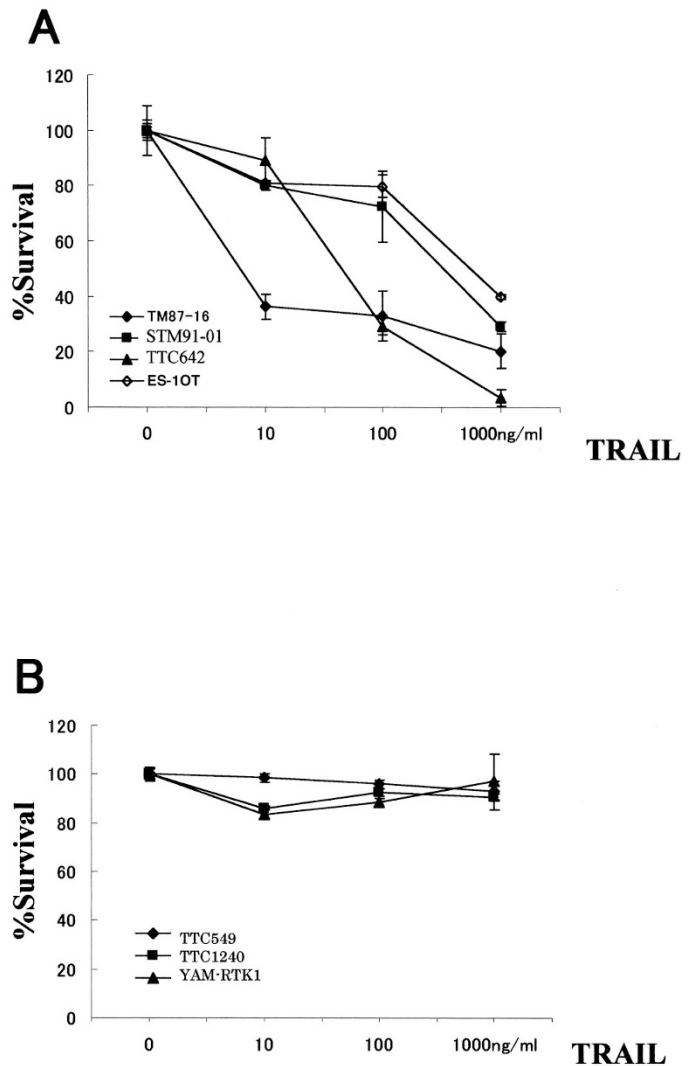 A
120
100
80
60
40
20
0
%Survival
TM87-16
STM91-01
TTC642
ES-1OT
0 10 100 1000ng/ml
TRAIL
B
120
100
80
60
40
20
0
%Survival
TTC549
TTC1240
YAM-RTK1
0 10 100 1000ng/ml
TRAIL